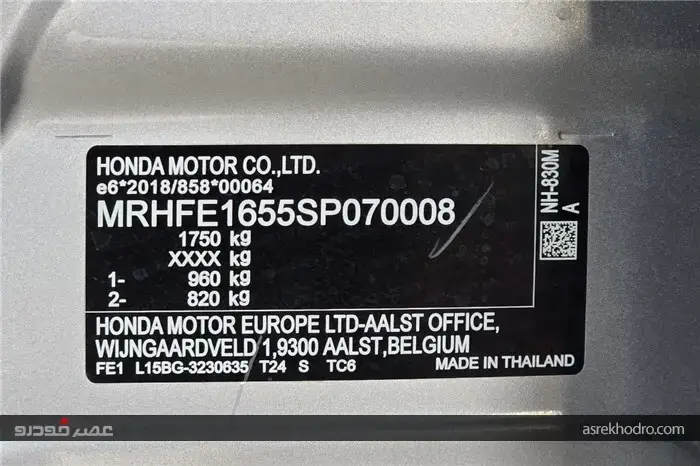 HONDA MOTOR CO.,LTD.
e6*2018/858*00064
MRHFE1655SP070008
1750 kg
XXXX kg
1- 960 kg
2- 820 kg
HONDA MOTOR EUROPE LTD-AALST OFFICE,
WIJNGAARDVELD 1,9300 AALST,BELGIUM
FE1 L15BG-3230635 T24 S TC6 MADE IN THAILAND
NH-830M
A
عصر خودرو
asrekhodro.com